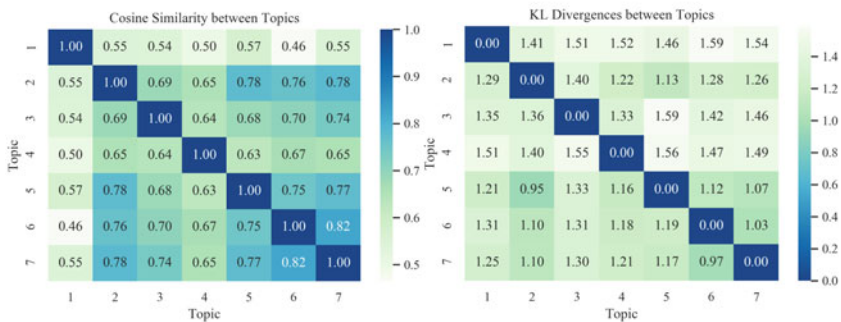 Cosine Similarity between Topics
1 1.00 0.55 0.54 0.50 0.57 0.46 0.55
2 0.55 1.00 0.69 0.65 0.78 0.76 0.78
3 0.54 0.69 1.00 0.64 0.68 0.70 0.74
4 0.50 0.65 0.64 1.00 0.63 0.67 0.65
5 0.57 0.78 0.68 0.63 1.00 0.75 0.77
6 0.46 0.76 0.70 0.67 0.75 1.00 0.82
7 0.55 0.78 0.74 0.65 0.77 0.82 1.00
1 2 3 4 5 6 7
Topic
Topic
1.0
0.9
0.8
0.7
0.6
0.5
KL Divergences between Topics
1 0.00 1.41 1.51 1.52 1.46 1.59 1.54
2 1.29 0.00 1.40 1.22 1.13 1.28 1.26
3 1.35 1.36 0.00 1.33 1.59 1.42 1.46
4 1.51 1.40 1.55 0.00 1.56 1.47 1.49
5 1.21 0.95 1.33 1.16 0.00 1.12 1.07
6 1.31 1.10 1.31 1.18 1.19 0.00 1.03
7 1.25 1.10 1.30 1.21 1.17 0.97 0.00
1 2 3 4 5 6 7
Topic
Topic
1.4
1.2
1.0
0.8
0.6
0.4
0.2
0.0